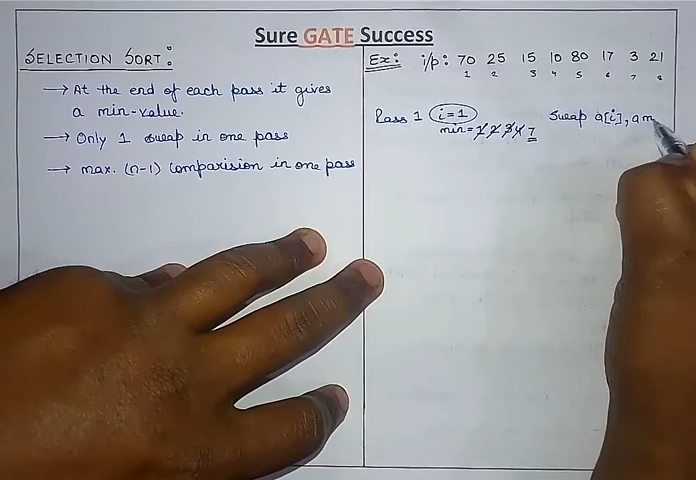 Sure GATE Success
SELECTION SORT:
→ At the end of each pass it gives
a min-value.
→ Only 1 swap in one pass
→ max. (n-1) comparision in one pass
Ex: i/p: 70 25 15 10 80 17 3 21
1 2 3 4 5 6 7 8
Pass 1 i=1 Swap a[i], a m
min = 1 2 3 4 7